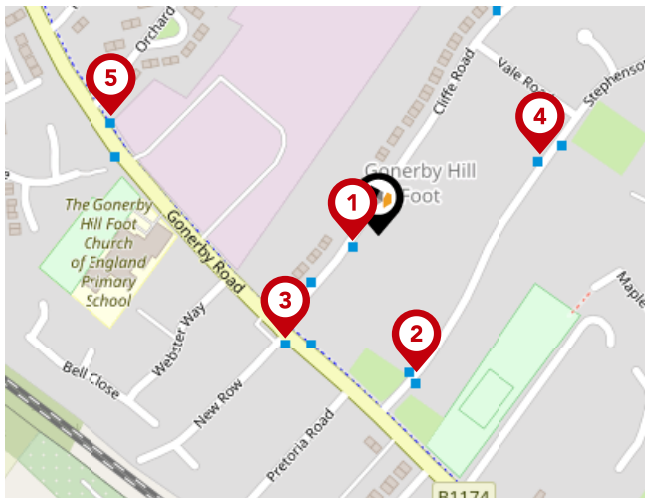 Orchard
5
Cliffe Road
Vale Road
Stephenson
4
Gonerby Hill
Foot
1
The Gonerby
Hill Foot
Church
of England
Primary
School
Gonerby Road
3
Webster Way
2
Maple
Bell Close
New Row
Pretoria Road
B1174